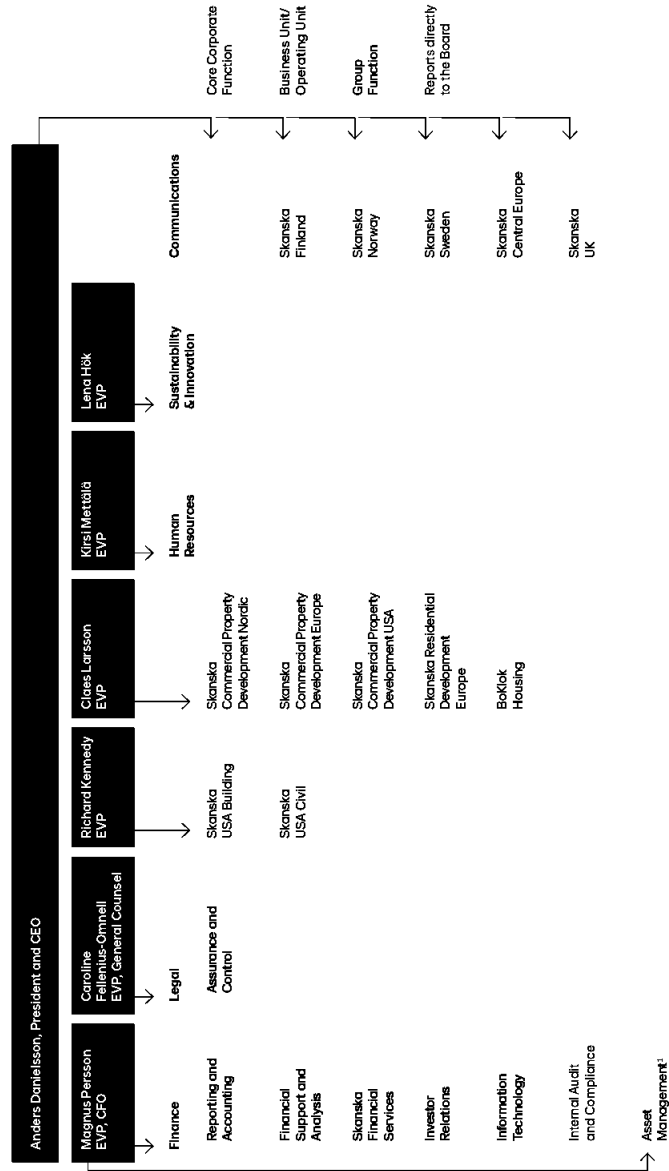 Anders Danielsson, President and CEO
Magnus Persson
EVP, CFO
Caroline
Fellenius-Omnell
EVP, General Counsel
Richard Kennedy
EVP
Claes Larsson
EVP
Kirsi Mettälä
EVP
Lena Hök
EVP
Finance
Legal
Human
Resources
Sustainability
& Innovation
Communications
Reporting and
Accounting
Assurance and
Control
Skanska
USA Building
Skanska
Commercial Property
Development Nordic
Core Corporate
Function
Financial
Support and
Analysis
Skanska
USA Civil
Skanska
Commercial Property
Development Europe
Skanska
Finland
Business Unit/
Operating Unit
Skanska
Financial
Services
Skanska
Commercial Property
Development USA
Skanska
Norway
Group
Function
Investor
Relations
Skanska Residential
Development
Europe
Skanska
Sweden
Reports directly
to the Board
Information
Technology
BoKlok
Housing
Skanska
Central Europe
Internal Audit
and Compliance
Skanska
UK
Asset
Management¹